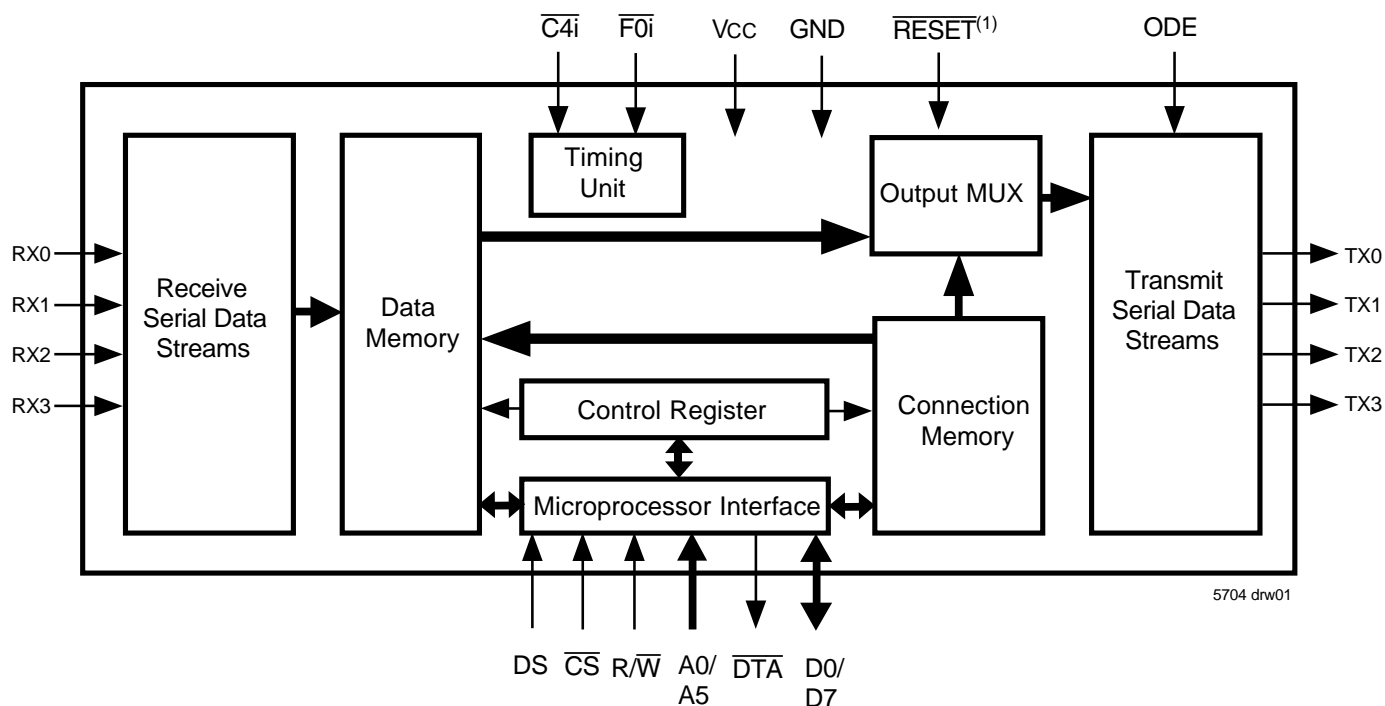 C4i F0i VCC GND RESET(1) ODE
Timing
Unit
Output MUX
RX0
RX1
RX2
RX3
Receive
Serial Data
Streams
Data
Memory
Transmit
Serial Data
Streams
TX0
TX1
TX2
TX3
Control Register
Connection
Memory
Microprocessor Interface
5704 drw01
DS CS R/W A0/
A5 DTA D0/
D7